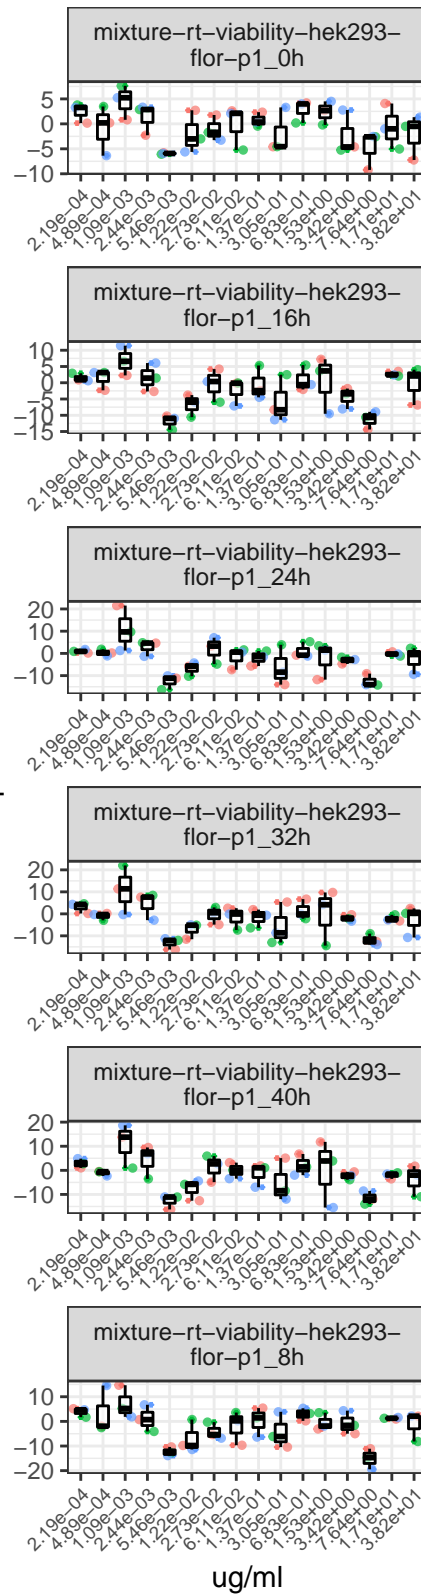 mixture−rt−viability−hek293−
flor−p1_0h
5
0
−5
−10
2.19e−04
4.89e−04
1.09e−03
2.44e−03
5.46e−03
1.22e−02
2.73e−02
6.11e−02
1.37e−01
3.05e−01
6.83e−01
1.53e+00
3.42e+00
7.64e+00
1.71e+01
3.82e+01
mixture−rt−viability−hek293−
flor−p1_16h
10
5
0
−5
−10
−15
2.19e−04
4.89e−04
1.09e−03
2.44e−03
5.46e−03
1.22e−02
2.73e−02
6.11e−02
1.37e−01
3.05e−01
6.83e−01
1.53e+00
3.42e+00
7.64e+00
1.71e+01
3.82e+01
mixture−rt−viability−hek293−
flor−p1_24h
20
10
0
−10
2.19e−04
4.89e−04
1.09e−03
2.44e−03
5.46e−03
1.22e−02
2.73e−02
6.11e−02
1.37e−01
3.05e−01
6.83e−01
1.53e+00
3.42e+00
7.64e+00
1.71e+01
3.82e+01
mixture−rt−viability−hek293−
flor−p1_32h
20
10
0
−10
2.19e−04
4.89e−04
1.09e−03
2.44e−03
5.46e−03
1.22e−02
2.73e−02
6.11e−02
1.37e−01
3.05e−01
6.83e−01
1.53e+00
3.42e+00
7.64e+00
1.71e+01
3.82e+01
mixture−rt−viability−hek293−
flor−p1_40h
20
10
0
−10
2.19e−04
4.89e−04
1.09e−03
2.44e−03
5.46e−03
1.22e−02
2.73e−02
6.11e−02
1.37e−01
3.05e−01
6.83e−01
1.53e+00
3.42e+00
7.64e+00
1.71e+01
3.82e+01
mixture−rt−viability−hek293−
flor−p1_8h
10
0
−10
−20
2.19e−04
4.89e−04
1.09e−03
2.44e−03
5.46e−03
1.22e−02
2.73e−02
6.11e−02
1.37e−01
3.05e−01
6.83e−01
1.53e+00
3.42e+00
7.64e+00
1.71e+01
3.82e+01
ug/ml